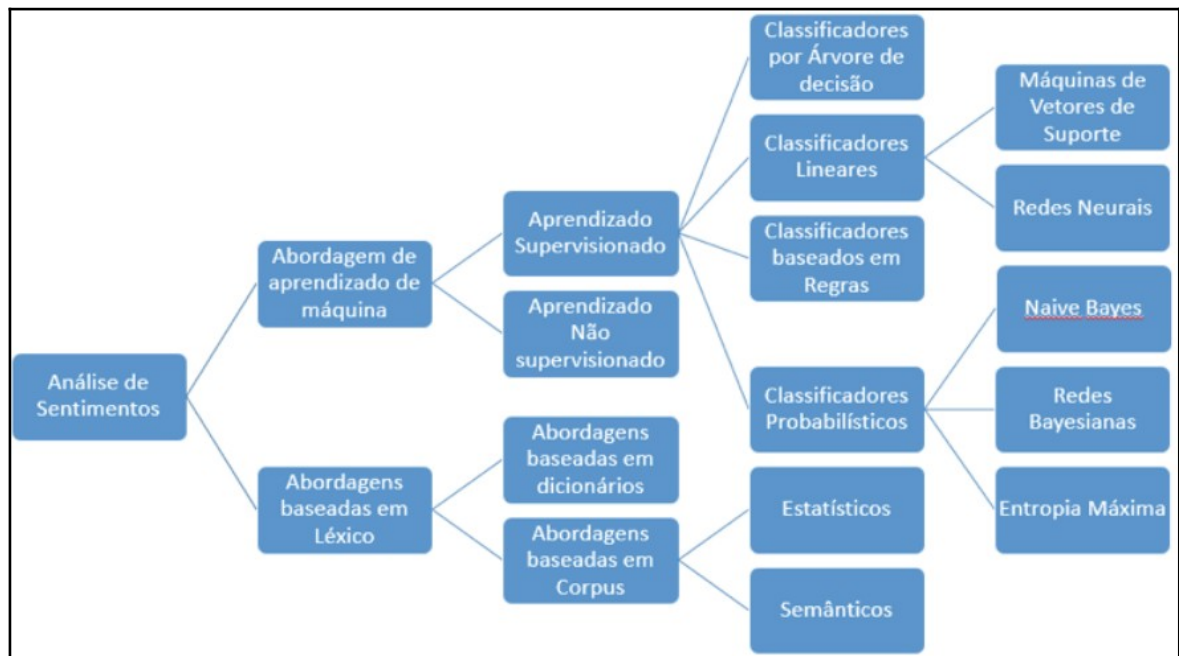 Análise de
Sentimentos
Abordagem de
aprendizado de
máquina
Abordagens
baseadas em
Léxico
Aprendizado
Supervisionado
Aprendizado
Não
supervisionado
Abordagens
baseadas em
dicionários
Abordagens
baseadas em
Corpus
Classificadores
por Árvore de
decisão
Classificadores
Lineares
Classificadores
baseados em
Regras
Classificadores
Probabilísticos
Estatísticos
Semânticos
Máquinas de
Vetores de
Suporte
Redes Neurais
Naive Bayes
Redes
Bayesianas
Entropia Máxima